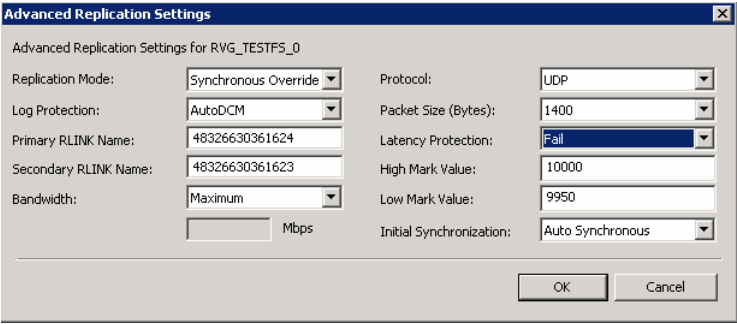 Advanced Replication Settings
Advanced Replication Settings for RVG_TESTFS_0
Replication Mode: Synchronous Override Protocol: UDP
Log Protection: AutoDCM Packet Size (Bytes): 1400
Primary RLINK Name: 48326630361624 Latency Protection: Fail
Secondary RLINK Name: 48326630361623 High Mark Value: 10000
Bandwidth: Maximum Low Mark Value: 9950
Mbps Initial Synchronization: Auto Synchronous
OK Cancel